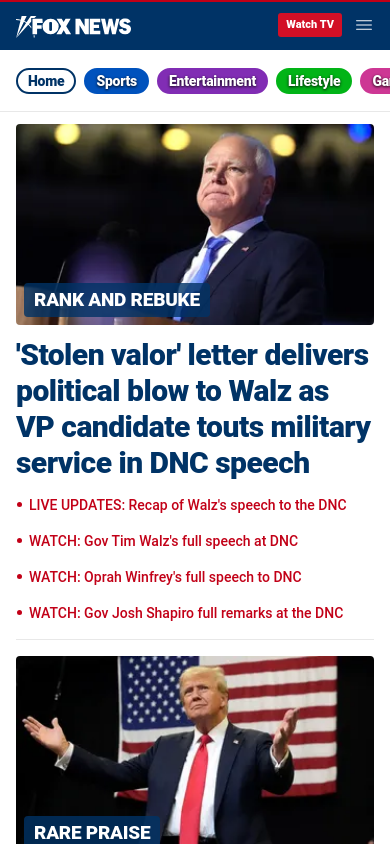 FOX NEWS
Watch TV
Home
Sports
Entertainment
Lifestyle
RANK AND REBUKE
'Stolen valor' letter delivers
political blow to Walz as
VP candidate touts military
service in DNC speech
LIVE UPDATES: Recap of Walz's speech to the DNC
WATCH: Gov Tim Walz's full speech at DNC
WATCH: Oprah Winfrey's full speech to DNC
WATCH: Gov Josh Shapiro full remarks at the DNC
RARE PRAISE